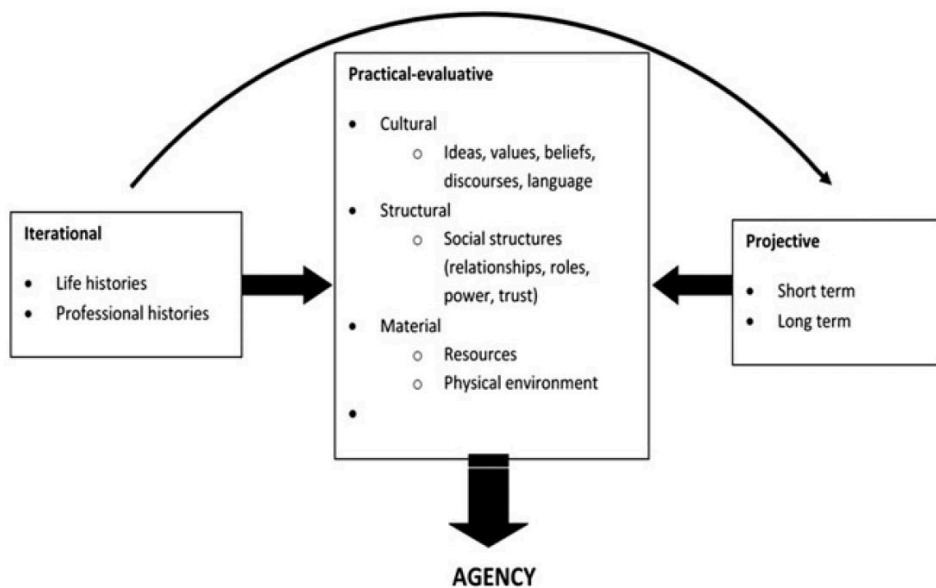 Practical-evaluative
• Cultural
o Ideas, values, beliefs,
discourses, language
• Structural
o Social structures
(relationships, roles,
power, trust)
• Material
o Resources
o Physical environment
•
Iterational
• Life histories
• Professional histories
Projective
• Short term
• Long term
AGENCY